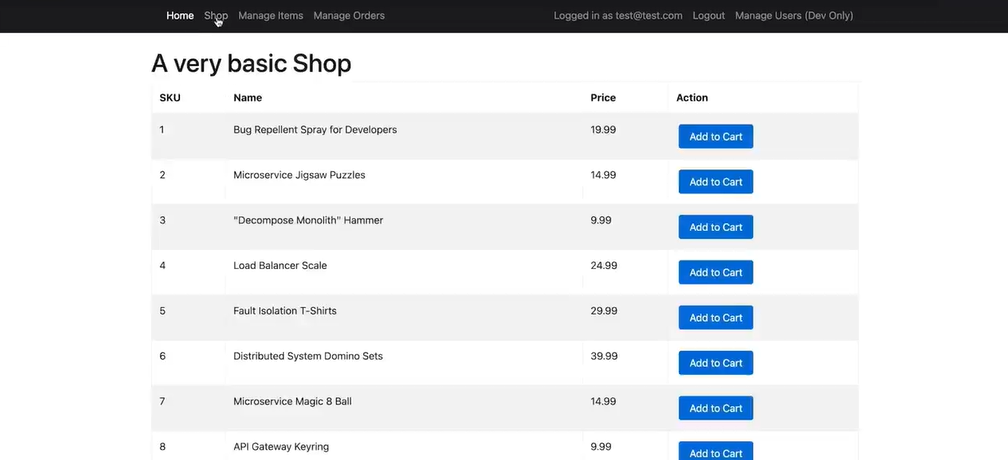 Home Shop Manage Items Manage Orders Logged in as test@test.com Logout Manage Users (Dev Only)
A very basic Shop
SKU Name Price Action
1 Bug Repellent Spray for Developers 19.99 Add to Cart
2 Microservice Jigsaw Puzzles 14.99 Add to Cart
3 "Decompose Monolith" Hammer 9.99 Add to Cart
4 Load Balancer Scale 24.99 Add to Cart
5 Fault Isolation T-Shirts 29.99 Add to Cart
6 Distributed System Domino Sets 39.99 Add to Cart
7 Microservice Magic 8 Ball 14.99 Add to Cart
8 API Gateway Keyring 9.99 Add to Cart